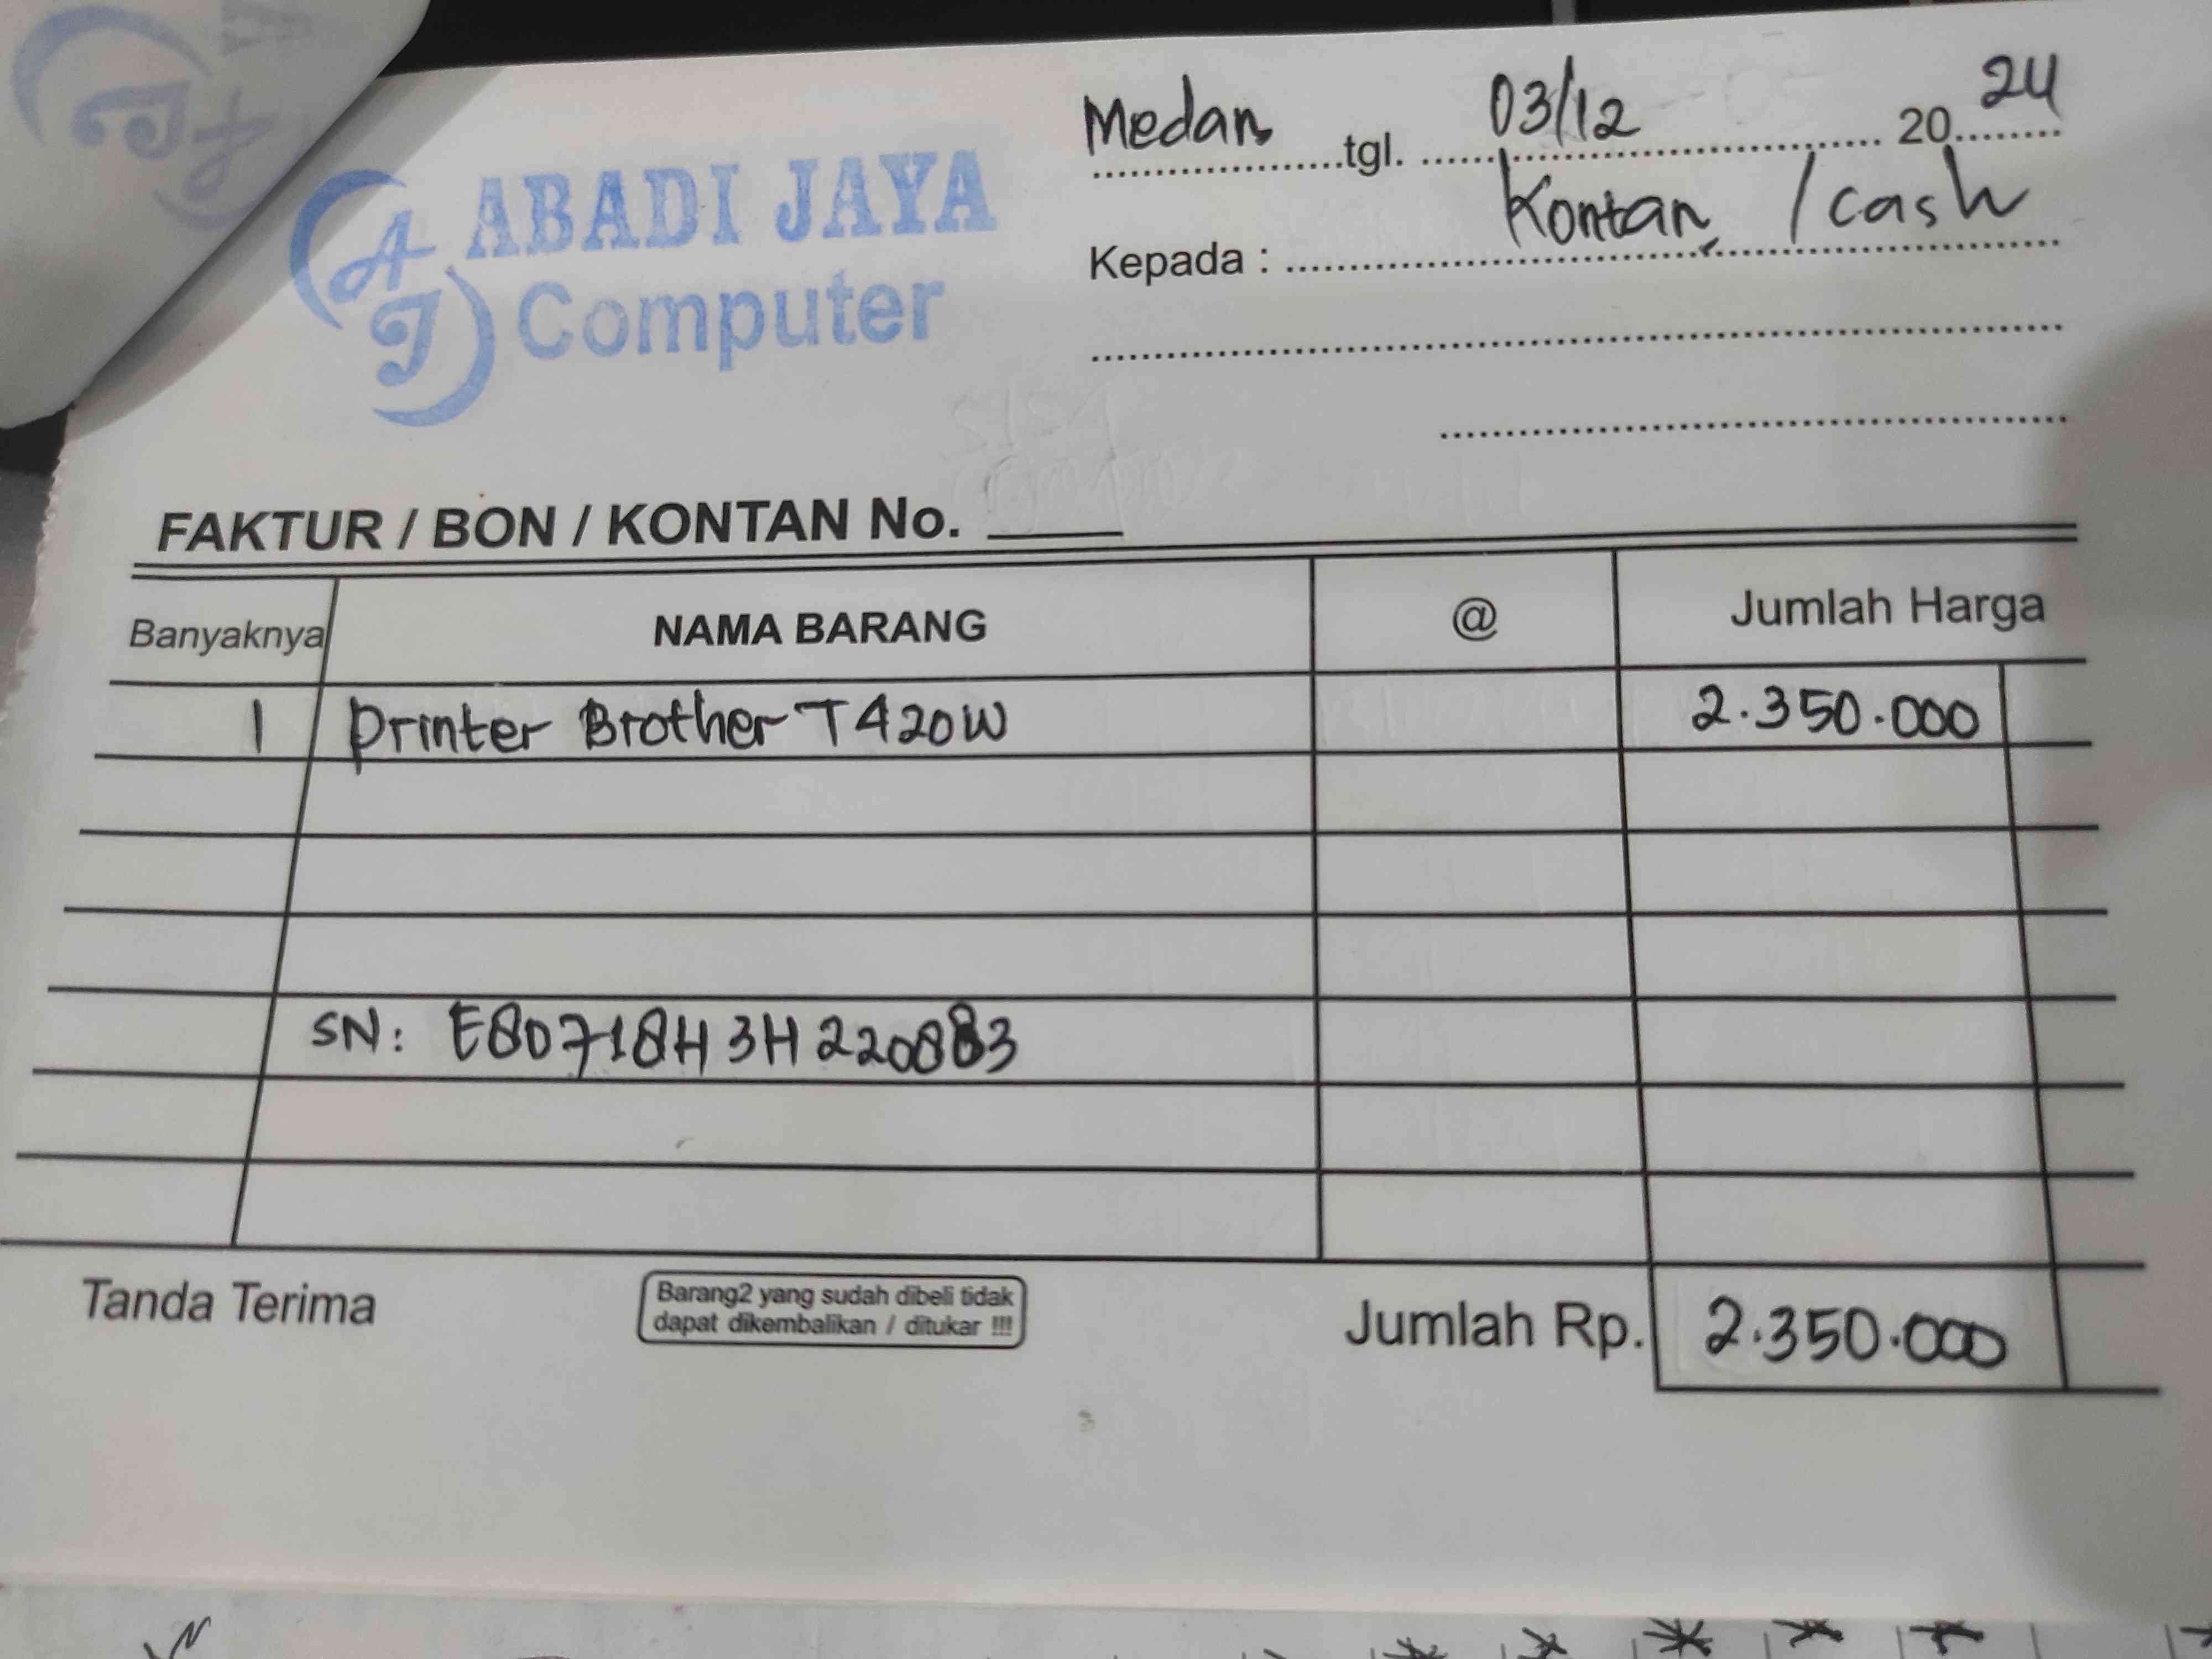 Medan tgl. 03/12 2024
ABADI JAYA
Computer
AJ
Kepada : Kontan / cash
FAKTUR / BON / KONTAN No.
Banyaknya NAMA BARANG @ Jumlah Harga
1 Printer Brother T420W 2.350.000
SN: E80718H3H220883
Tanda Terima
Barang2 yang sudah dibeli tidak
dapat dikembalikan / ditukar !!!
Jumlah Rp. 2.350.000